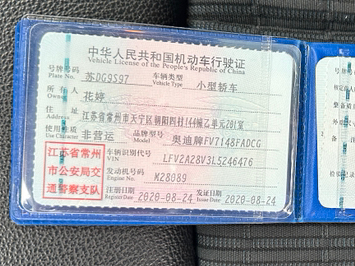 中华人民共和国机动车行驶证
Vehicle License of the People's Republic of China
号牌号码 苏DG9S97 车辆类型 小型轿车
Plate No. Vehicle Type
所有人 花婷
Owner
住址 江苏省常州市天宁区朝阳四村144幢乙单元201室
Address
使用性质 非营运 品牌型号 奥迪牌FV7148FADCG
Use Character Model
江苏省常州市公安局交通警察支队
车辆识别代号 LFV2A28V3L5246476
VIN
发动机号码 W28089
Engine No.
注册日期 2020-08-24 发证日期 2020-08-24
Register Date Issue Date